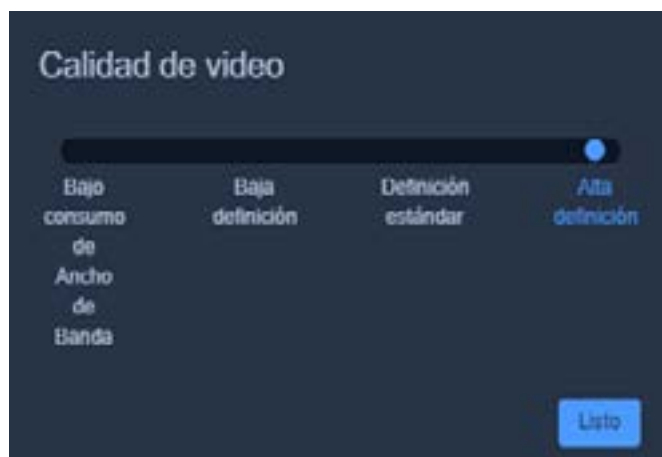 Calidad de video
Bajo
consumo
de
Ancho
de
Banda
Baja
definición
Definición
estándar
Alta
definición
Listo